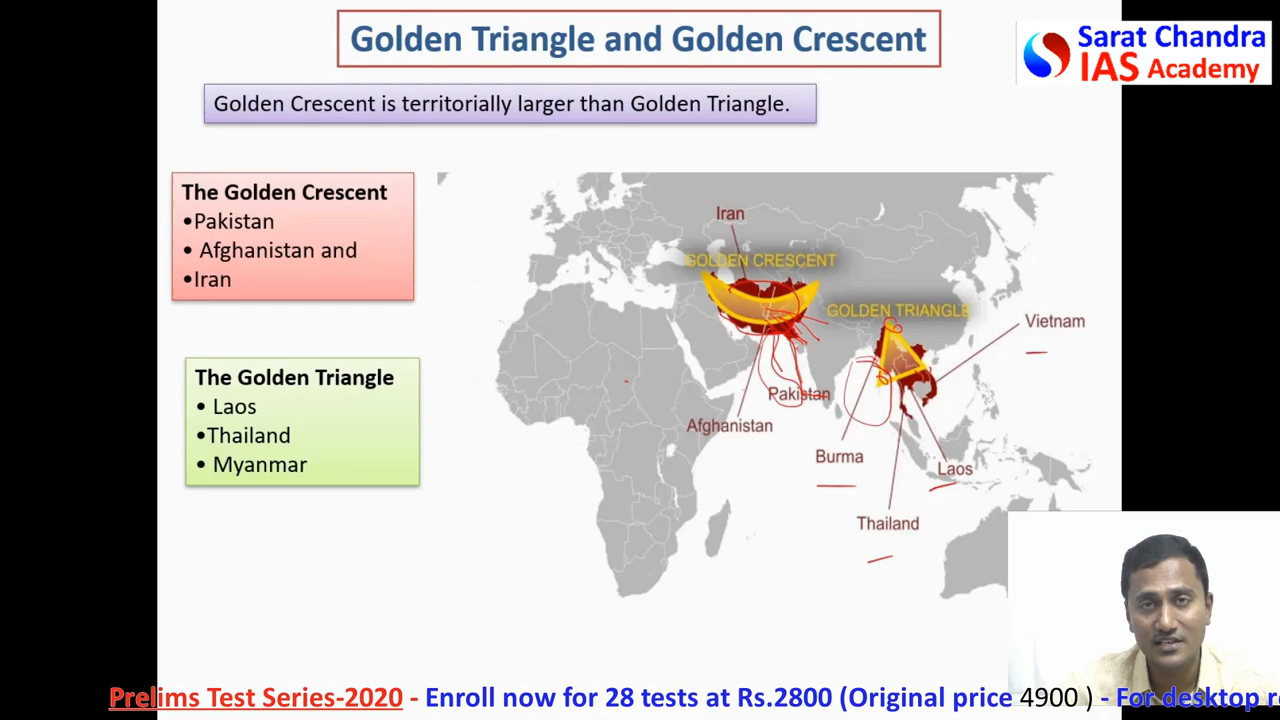 Golden Triangle and Golden Crescent
Sarat Chandra
IAS Academy
Golden Crescent is territorially larger than Golden Triangle.
The Golden Crescent
•Pakistan
• Afghanistan and
•Iran
The Golden Triangle
• Laos
•Thailand
• Myanmar
Iran
GOLDEN CRESCENT
GOLDEN TRIANGLE
Vietnam
Pakistan
Afghanistan
Burma
Laos
Thailand
Prelims Test Series-2020 - Enroll now for 28 tests at Rs.2800 (Original price 4900 ) - For desktop r